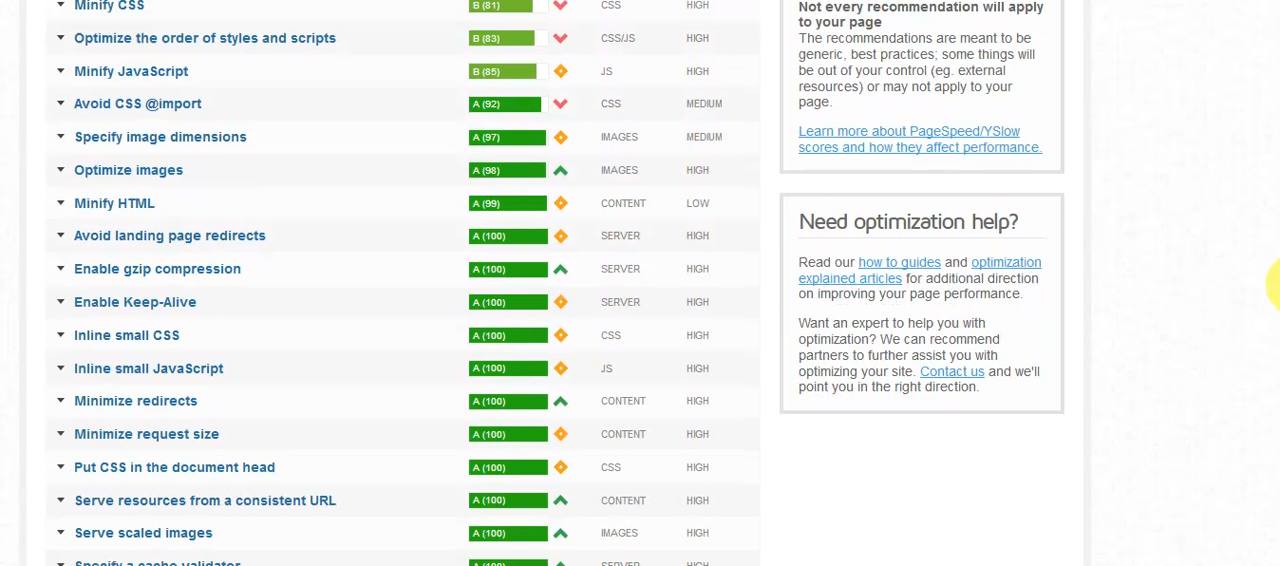 Minify CSS B (81) CSS HIGH
Optimize the order of styles and scripts B (83) CSS/JS HIGH
Minify JavaScript B (85) JS HIGH
Avoid CSS @import A (92) CSS MEDIUM
Specify image dimensions A (97) IMAGES MEDIUM
Optimize images A (98) IMAGES HIGH
Minify HTML A (99) CONTENT LOW
Avoid landing page redirects A (100) SERVER HIGH
Enable gzip compression A (100) SERVER HIGH
Enable Keep-Alive A (100) SERVER HIGH
Inline small CSS A (100) CSS HIGH
Inline small JavaScript A (100) JS HIGH
Minimize redirects A (100) CONTENT HIGH
Minimize request size A (100) CONTENT HIGH
Put CSS in the document head A (100) CSS HIGH
Serve resources from a consistent URL A (100) CONTENT HIGH
Serve scaled images A (100) IMAGES HIGH
Specify a cache validator A (100) SERVER HIGH
Not every recommendation will apply
to your page
The recommendations are meant to be
generic, best practices; some things will
be out of your control (eg. external
resources) or may not apply to your
page.
Learn more about PageSpeed/YSlow
scores and how they affect performance.
Need optimization help?
Read our how to guides and optimization
explained articles for additional direction
on improving your page performance.
Want an expert to help you with
optimization? We can recommend
partners to further assist you with
optimizing your site. Contact us and we'll
point you in the right direction.